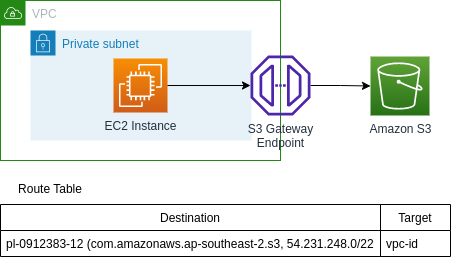 VPC
Private subnet
EC2 Instance
S3 Gateway
Endpoint
Amazon S3
Route Table
Destination Target
pl-0912383-12 (com.amazonaws.ap-southeast-2.s3, 54.231.248.0/22 vpc-id